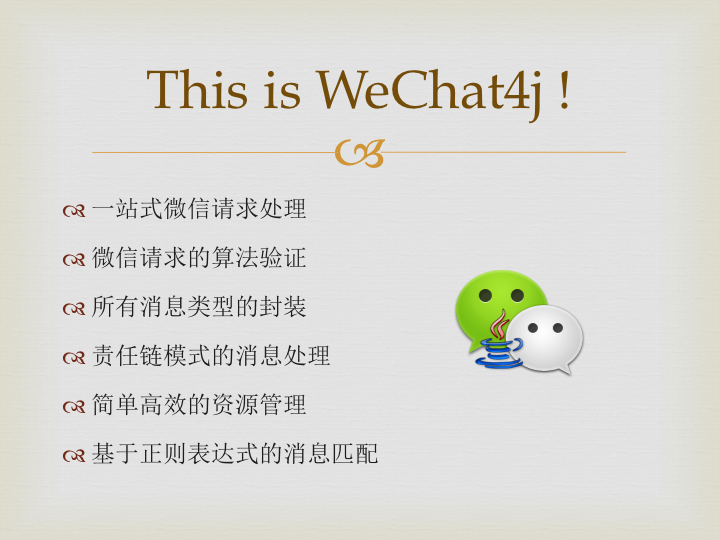 This is WeChat4j !
一站式微信请求处理
微信请求的算法验证
所有消息类型的封装
责任链模式的消息处理
简单高效的资源管理
基于正则表达式的消息匹配